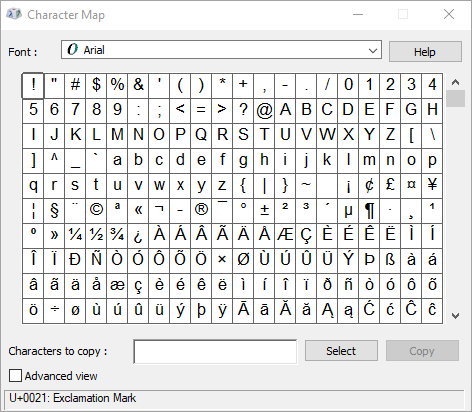 Character Map
Font : O Arial Help
! " # $ % & ' ( ) * + , - . / 0 1 2 3 4
5 6 7 8 9 : ; < = > ? @ A B C D E F G H
I J K L M N O P Q R S T U V W X Y Z [ \
] ^ _ ` a b c d e f g h i j k l m n o p
q r s t u v w x y z { | } ~ ¡ ¢ £ ¤ ¥
¦ § ¨ © ª « ¬ - ® ¯ ° ± ² ³ ´ µ ¶ · ¸ ¹
º » ¼ ½ ¾ ¿ À Á Â Ã Ä Å Æ Ç È É Ê Ë Ì Í
Î Ï Ð Ñ Ò Ó Ô Õ Ö × Ø Ù Ú Û Ü Ý Þ ß à á
â ã ä å æ ç è é ê ë ì í î ï ð ñ ò ó ô õ
ö ÷ ø ù ú û ü ý þ ÿ Ā ā Ă ă Ą ą Ć ć Ĉ ĉ
Characters to copy : Select Copy
Advanced view
U+0021: Exclamation Mark